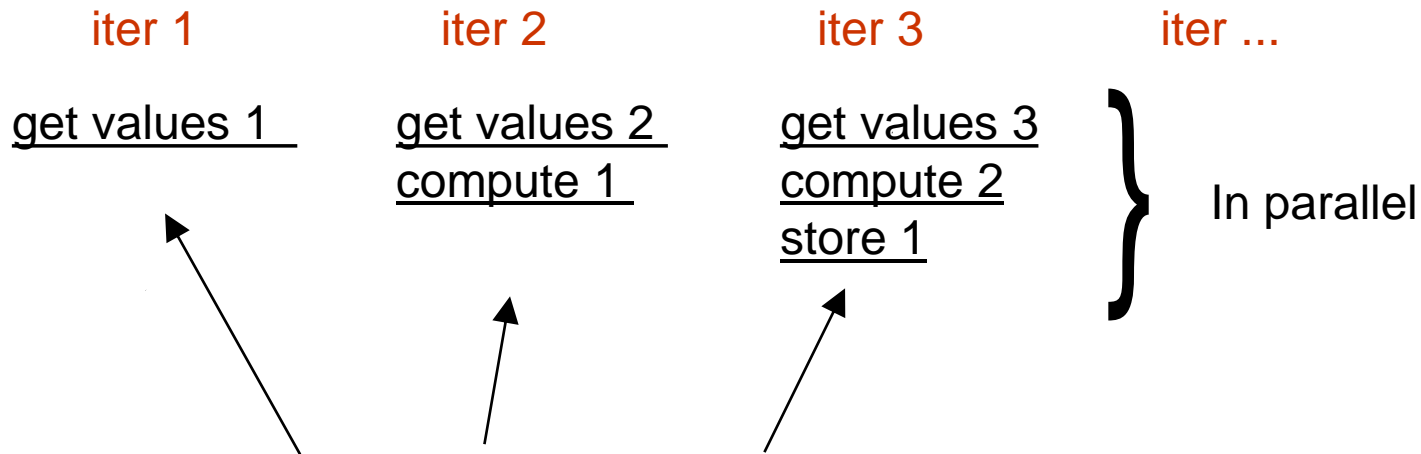 iter 1 iter 2 iter 3 iter ...
get values 1 get values 2 get values 3
compute 1 compute 2
In parallel
store 1